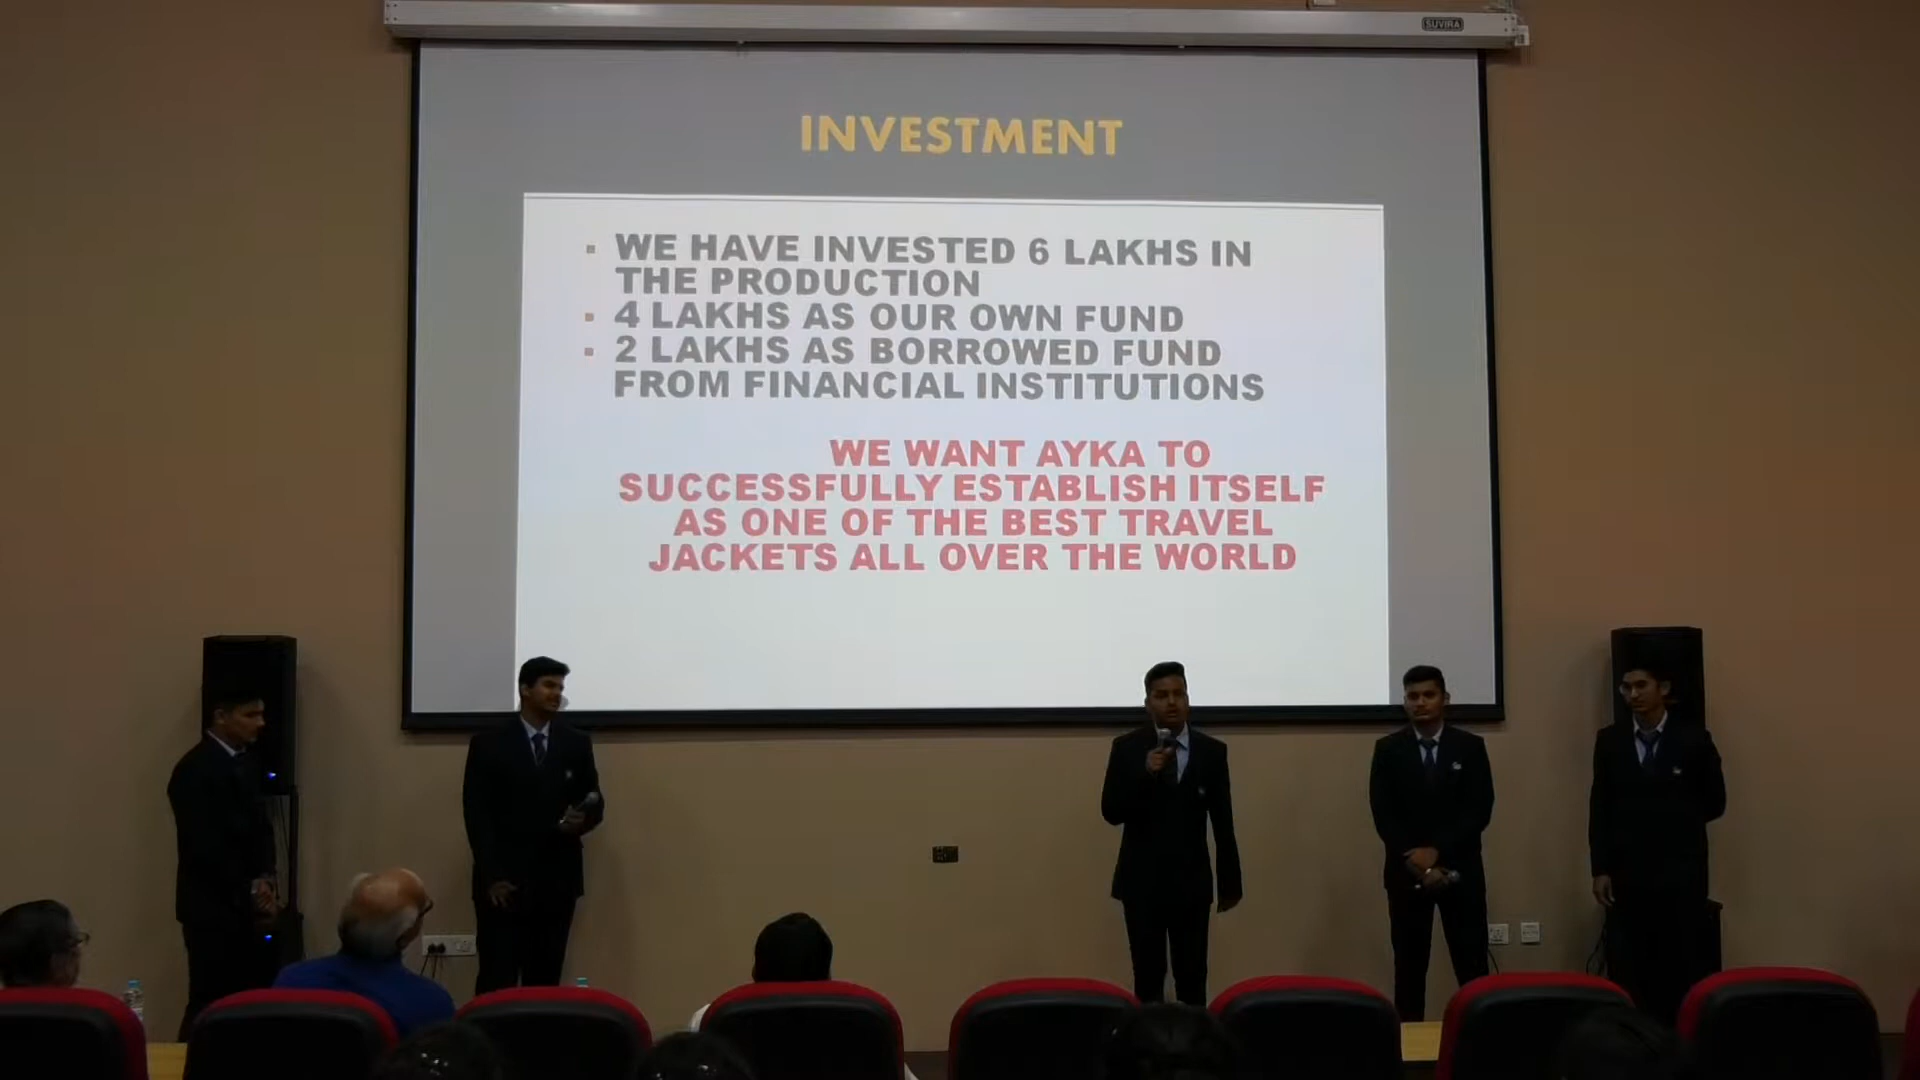 SUVIRA
INVESTMENT
▪ WE HAVE INVESTED 6 LAKHS IN
THE PRODUCTION
▪ 4 LAKHS AS OUR OWN FUND
▪ 2 LAKHS AS BORROWED FUND
FROM FINANCIAL INSTITUTIONS
WE WANT AYKA TO
SUCCESSFULLY ESTABLISH ITSELF
AS ONE OF THE BEST TRAVEL
JACKETS ALL OVER THE WORLD